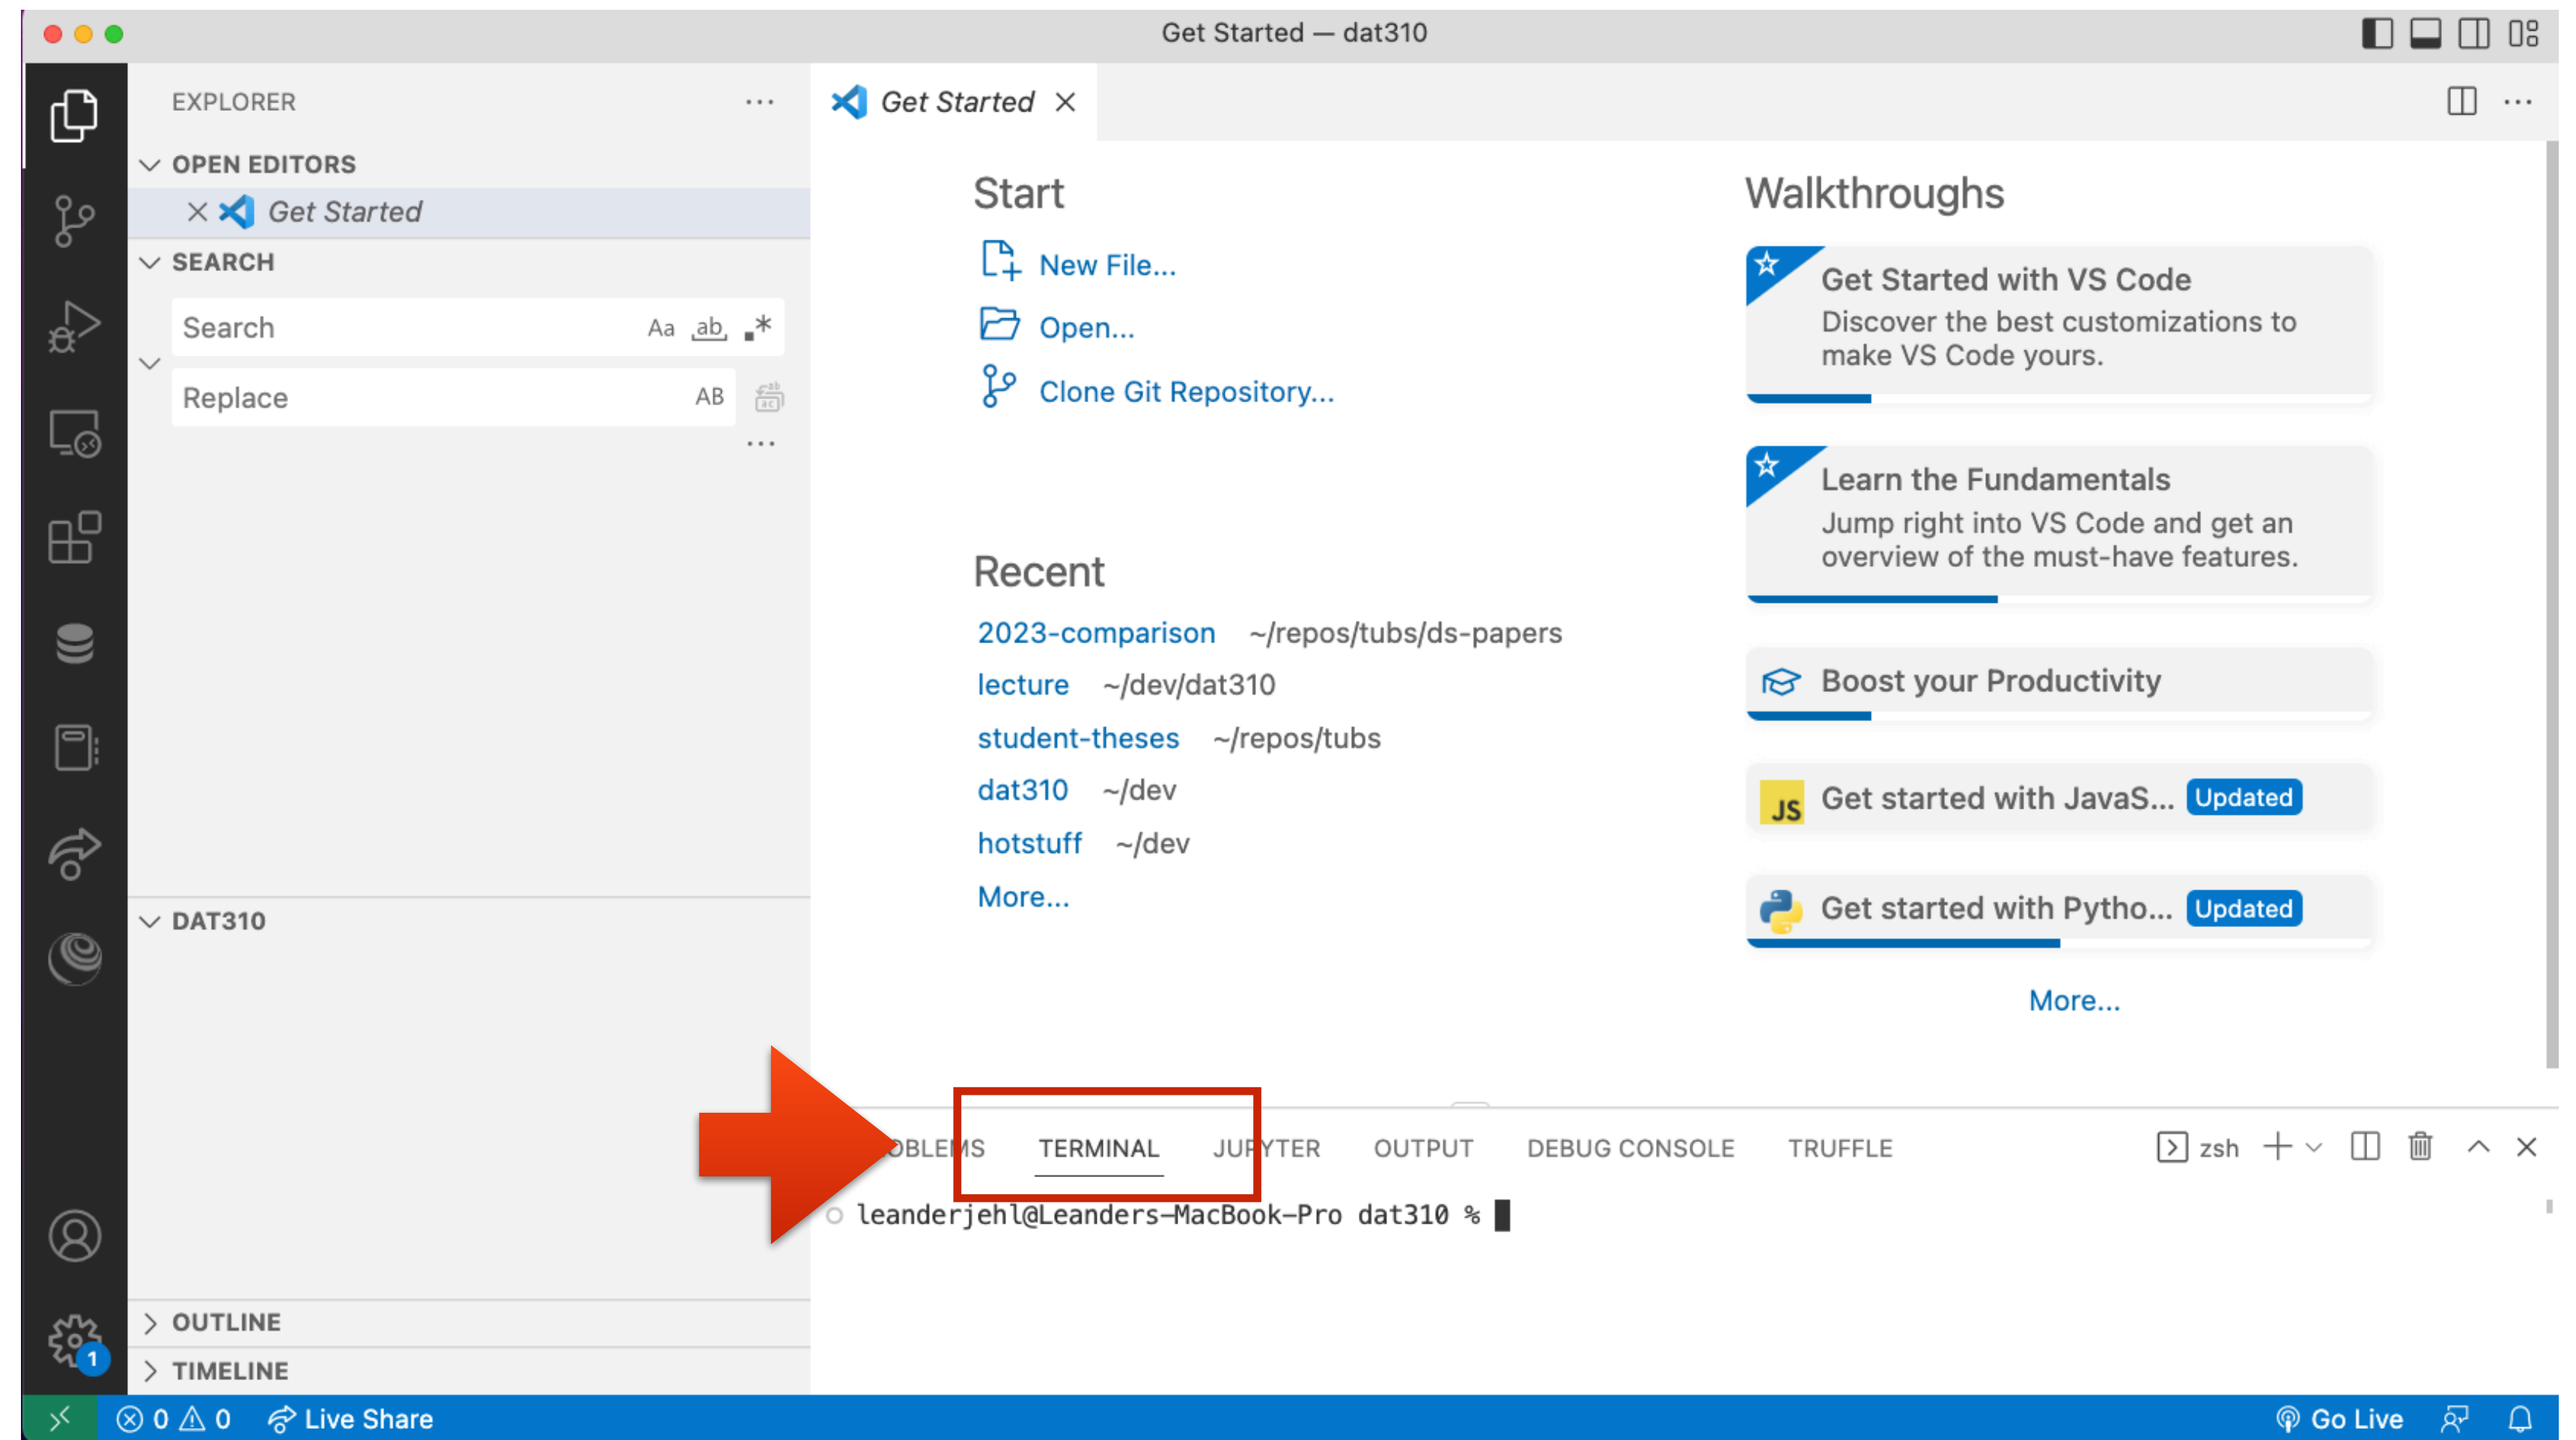 Get Started — dat310
EXPLORER
Get Started
OPEN EDITORS
Get Started
SEARCH
Search
Aa ab
Replace
AB
Start
New File...
Open...
Clone Git Repository...
Recent
2023-comparison ~/repos/tubs/ds-papers
lecture ~/dev/dat310
student-theses ~/repos/tubs
dat310 ~/dev
hotstuff ~/dev
More...
Walkthroughs
Get Started with VS Code
Discover the best customizations to
make VS Code yours.
Learn the Fundamentals
Jump right into VS Code and get an
overview of the must-have features.
Boost your Productivity
JS Get started with JavaS... Updated
Get started with Pytho... Updated
More...
DAT310
OBLEMS TERMINAL JUPYTER OUTPUT DEBUG CONSOLE TRUFFLE zsh
leanderjehl@Leanders-MacBook-Pro dat310 %
OUTLINE
TIMELINE
1
0 0 Live Share Go Live